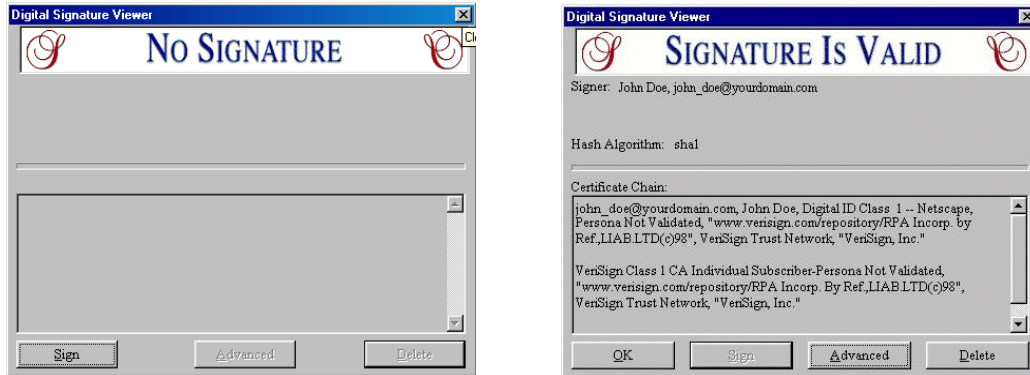 Digital Signature Viewer
NO SIGNATURE
Sign
Advanced
Delete
Digital Signature Viewer
SIGNATURE IS VALID
Signer: John Doe, john_doe@yourdomain.com
Hash Algorithm: sha1
Certificate Chain:
john_doe@yourdomain.com, John Doe, Digital ID Class 1 -- Netscape,
Persona Not Validated, "www.verisign.com/repository/RPA Incorp. by
Ref.,LIAB.LTD(c)98", VeriSign Trust Network, "VeriSign, Inc."
VeriSign Class 1 CA Individual Subscriber-Persona Not Validated,
"www.verisign.com/repository/RPA Incorp. By Ref.,LIAB.LTD(c)98",
VeriSign Trust Network, "VeriSign, Inc."
OK
Sign
Advanced
Delete